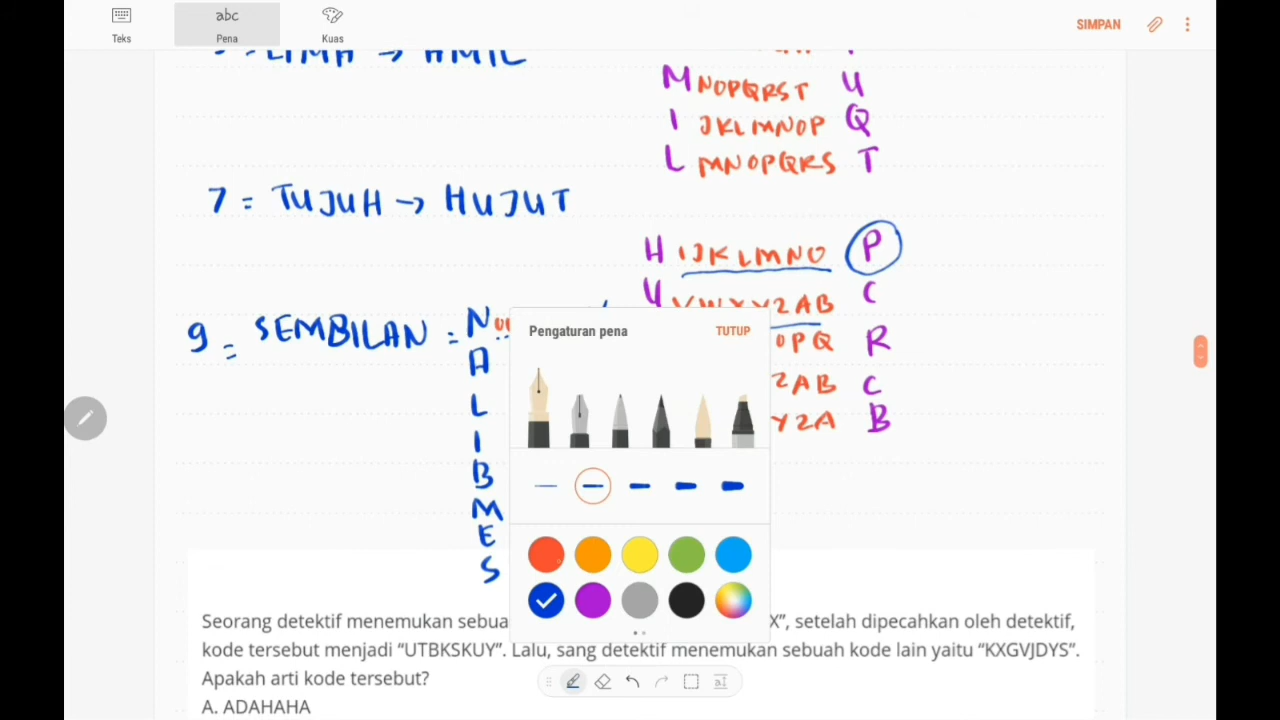 Teks
abc
Pena
Kuas
SIMPAN
LIMA → AMIL
M NOPQRST U
I JKLMNOP Q
L MNOPQRS T
7 = TUJUH → HUJUT
H IJKLMNO P
U VWXYZAB C
OPQ R
ZAB C
YZA B
9 = SEMBILAN = N
A
L
I
B
M
E
S
Pengaturan pena
TUTUP
Seorang detektif menemukan sebua X”, setelah dipecahkan oleh detektif,
kode tersebut menjadi “UTBKSKUY”. Lalu, sang detektif menemukan sebuah kode lain yaitu “KXGVJDYS”.
Apakah arti kode tersebut?
A. ADAHAHA